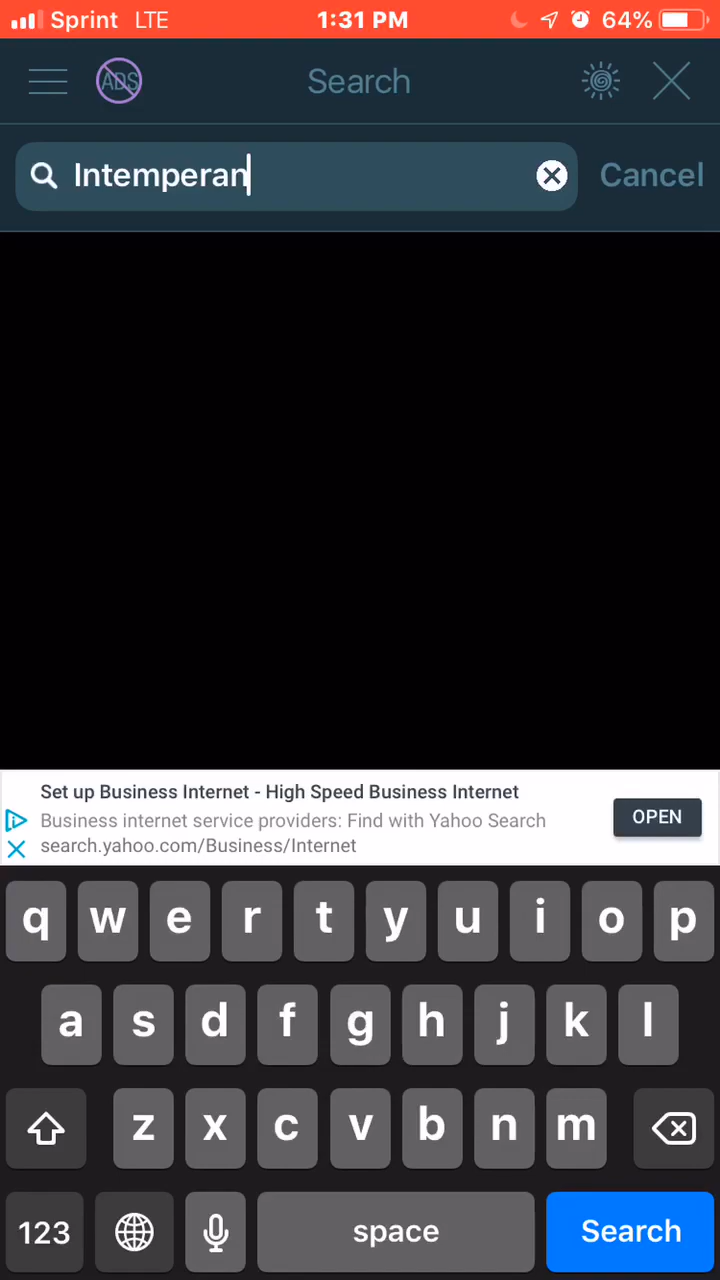 Sprint LTE 1:31 PM 64%
ADS Search
Intemperan Cancel
Set up Business Internet - High Speed Business Internet
Business internet service providers: Find with Yahoo Search
search.yahoo.com/Business/Internet
OPEN
q w e r t y u i o p
a s d f g h j k l
z x c v b n m
123 space Search